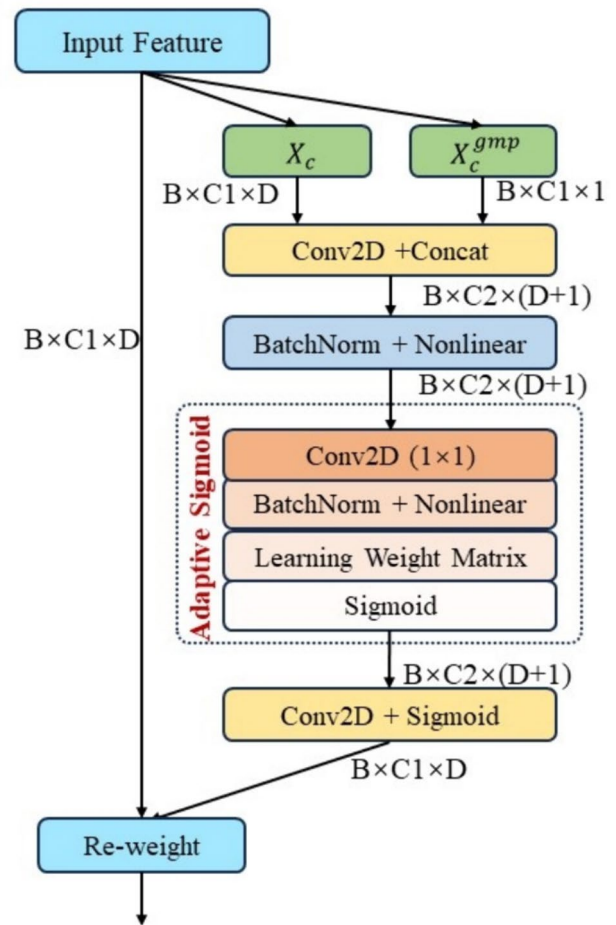 Input Feature
X_c
X_c^{gmp}
B×C1×D
B×C1×1
Conv2D +Concat
B×C2×(D+1)
B×C1×D
BatchNorm + Nonlinear
B×C2×(D+1)
Adaptive Sigmoid
Conv2D (1×1)
BatchNorm + Nonlinear
Learning Weight Matrix
Sigmoid
B×C2×(D+1)
Conv2D + Sigmoid
B×C1×D
Re-weight